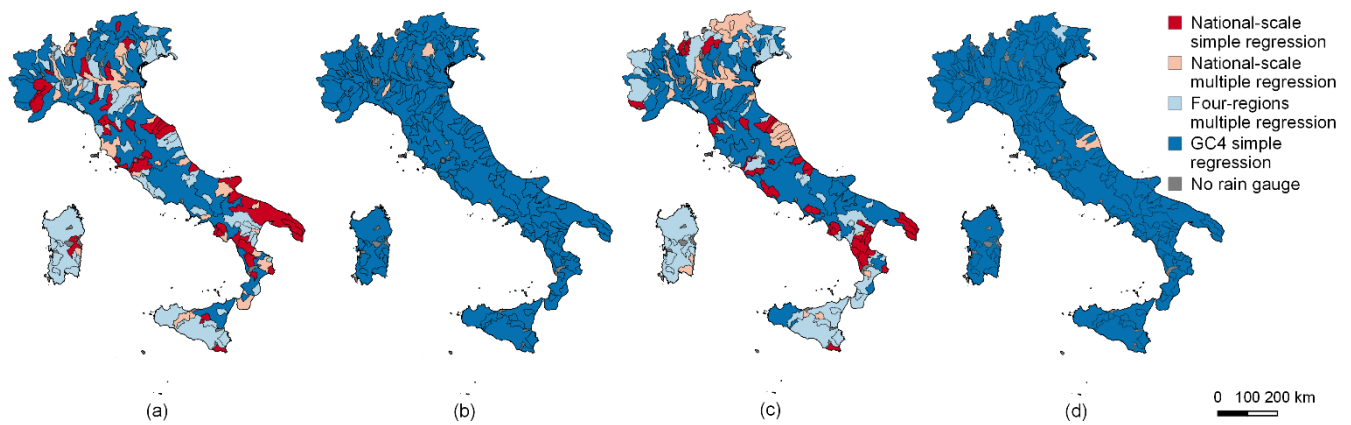 National-scale
simple regression
National-scale
multiple regression
Four-regions
multiple regression
GC4 simple
regression
No rain gauge
0 100 200 km
(a)
(b)
(c)
(d)